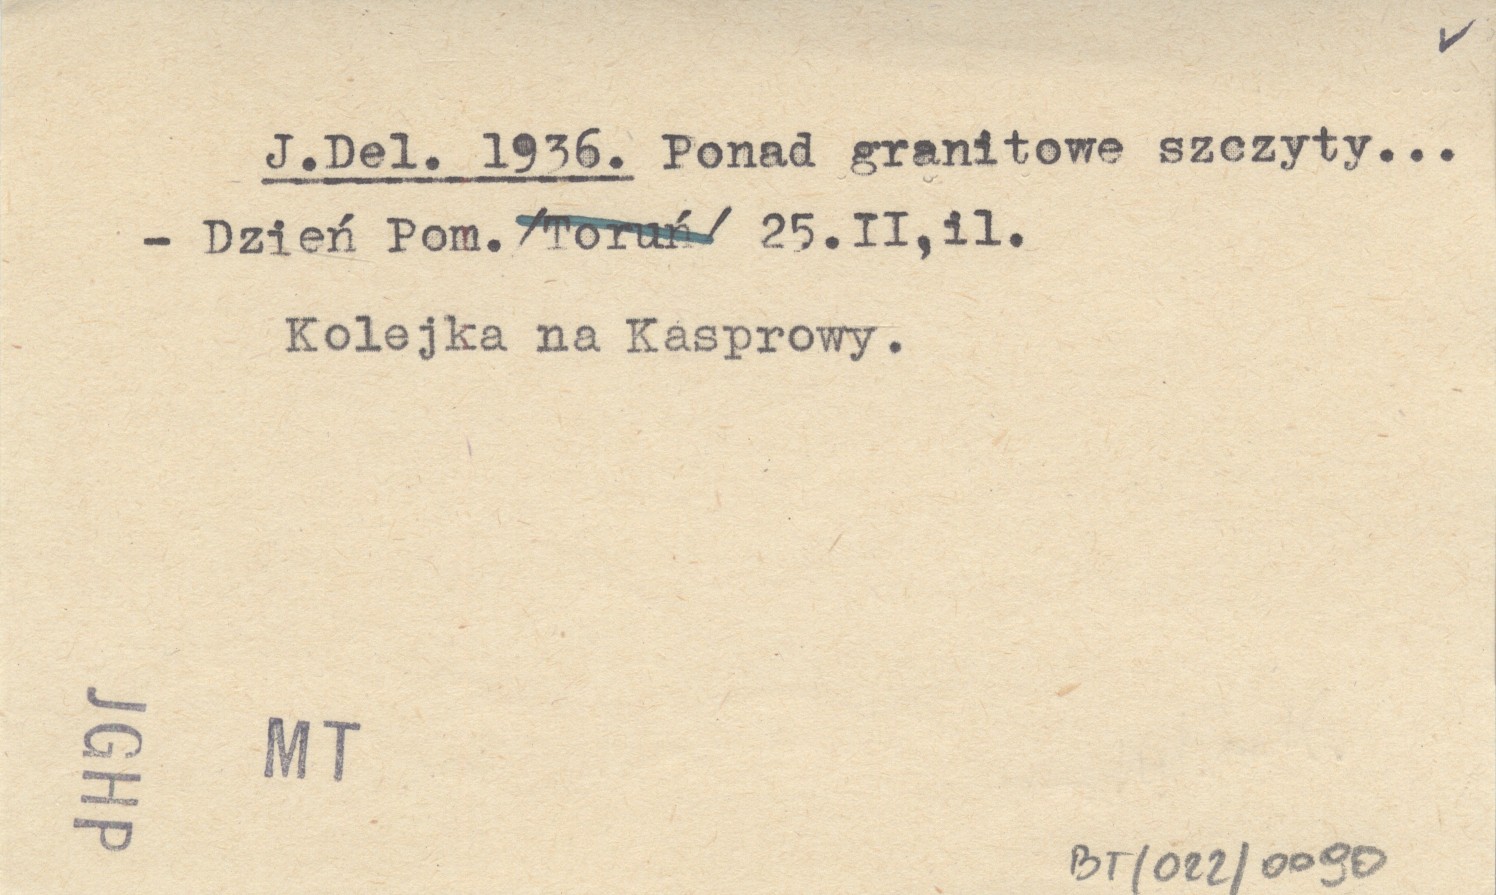 J.Del. 1936. Ponad granitowe szczyty...
- Dzień Pom. /Toruń/ 25.II,il.
Kolejka na Kasprowy.
JGHP
MT
BT/022/0090